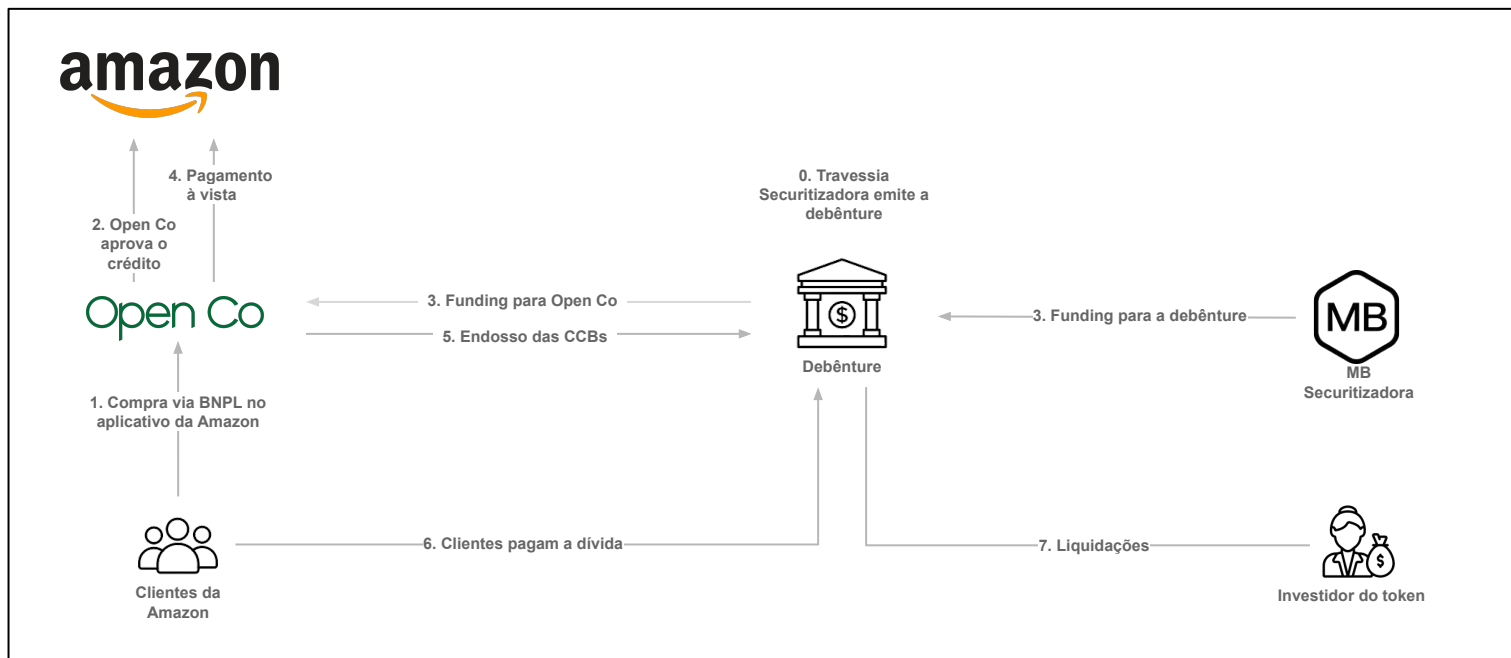 amazon
4. Pagamento
à vista
2. Open Co
aprova o
crédito
0. Travessia
Securitizadora emite a
debênture
Open Co
3. Funding para Open Co
5. Endosso das CCBs
$
Debênture
3. Funding para a debênture
MB
MB
Securitizadora
1. Compra via BNPL no
aplicativo da Amazon
6. Clientes pagam a dívida
7. Liquidações
$
Clientes da
Amazon
Investidor do token